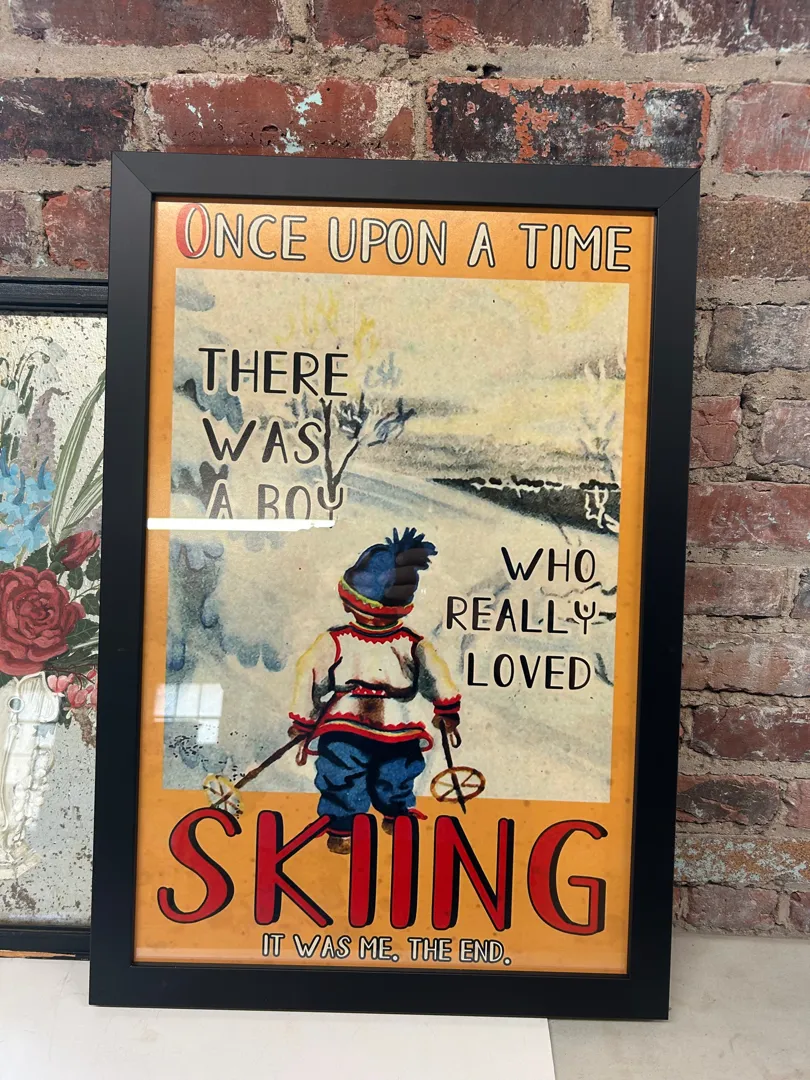 ONCE UPON A TIME
THERE
WAS
A BOY
WHO
REALLY
LOVED
SKIING
IT WAS ME. THE END.